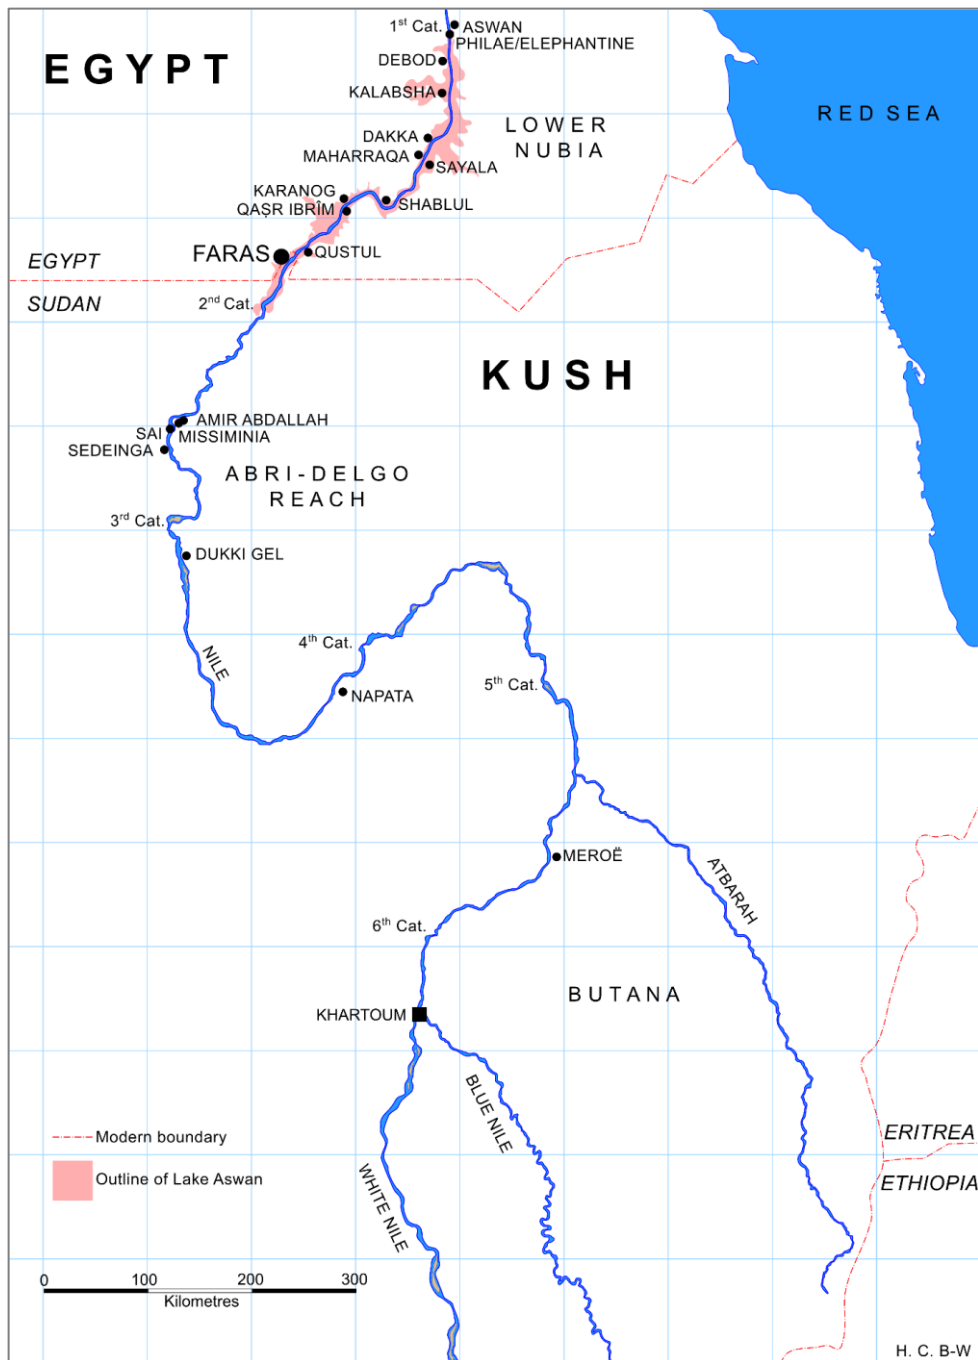 1st Cat.
ASWAN
PHILAE/ELEPHANTINE
EGYPT
DEBOD
KALABSHA
RED SEA
LOWER
NUBIA
DAKKA
MAHARRAQA
SAYALA
KARANOG
QAṢR IBRÎM
SHABLUL
FARAS
QUSTUL
EGYPT
SUDAN
2nd Cat.
KUSH
AMIR ABDALLAH
SAI
MISSIMINIA
SEDEINGA
ABRI-DELGO
REACH
3rd Cat.
DUKKI GEL
4th Cat.
NILE
5th Cat.
NAPATA
MEROË
ATBARAH
6th Cat.
BUTANA
KHARTOUM
BLUE NILE
Modern boundary
ERITREA
Outline of Lake Aswan
ETHIOPIA
WHITE NILE
0 100 200 300
Kilometres
H. C. B-W